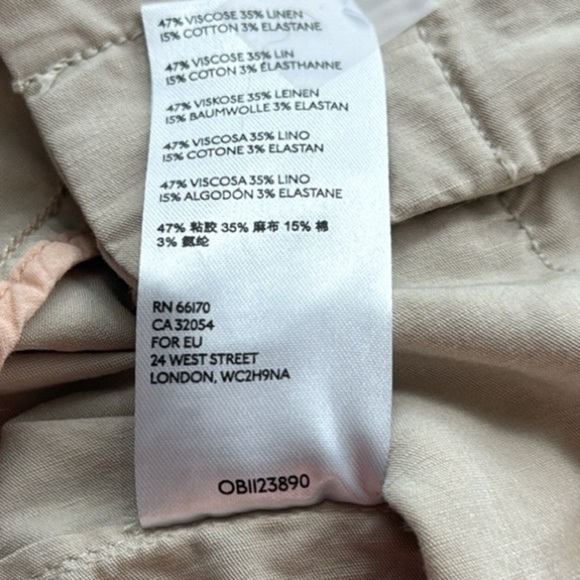 47% VISCOSE 35% LINEN
15% COTTON 3% ELASTANE
47% VISCOSE 35% LIN
15% COTON 3% ÉLASTHANNE
47% VISKOSE 35% LEINEN
15% BAUMWOLLE 3% ELASTAN
47% VISCOSA 35% LINO
15% COTONE 3% ELASTAN
47% VISCOSA 35% LINO
15% ALGODÓN 3% ELASTANE
47% 粘胶 35% 麻布 15% 棉
3% 氨纶
RN 66170
CA 32054
FOR EU
24 WEST STREET
LONDON, WC2H9NA
OB1123890